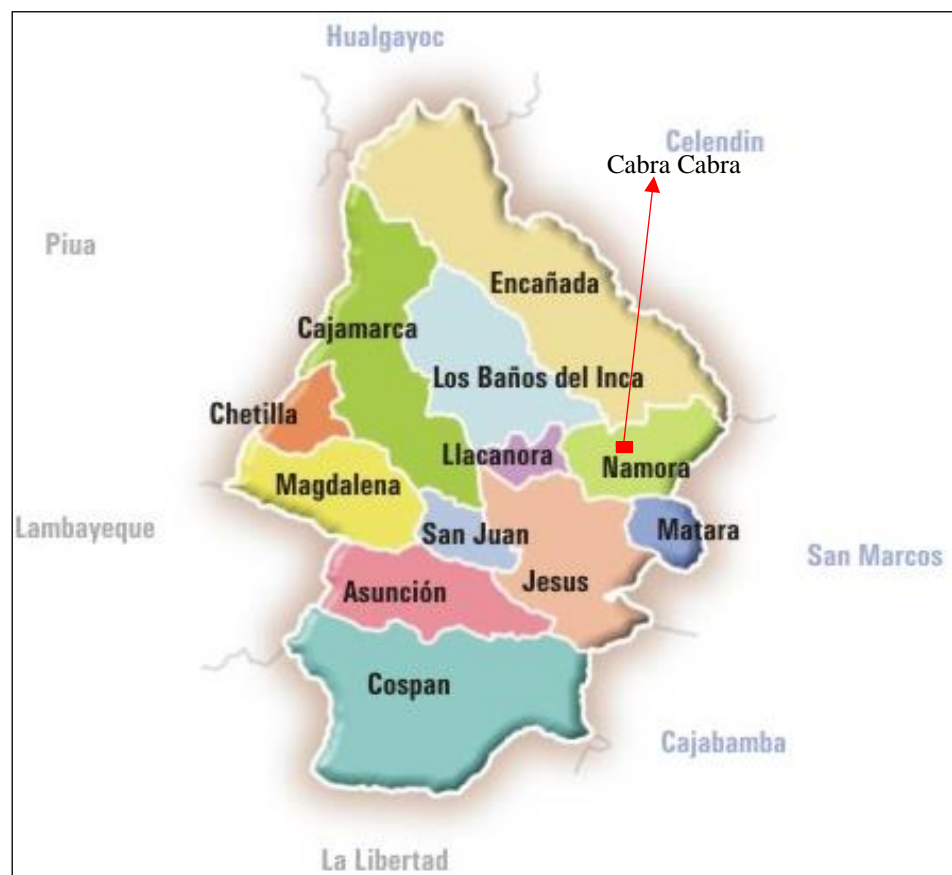 Hualgayoc
Celendin
Cabra Cabra
Piua
Encañada
Cajamarca
Los Baños del Inca
Chetilla
Llacanora
Namora
Magdalena
Lambayeque
San Juan
Matara
San Marcos
Jesus
Asunción
Cospan
Cajabamba
La Libertad